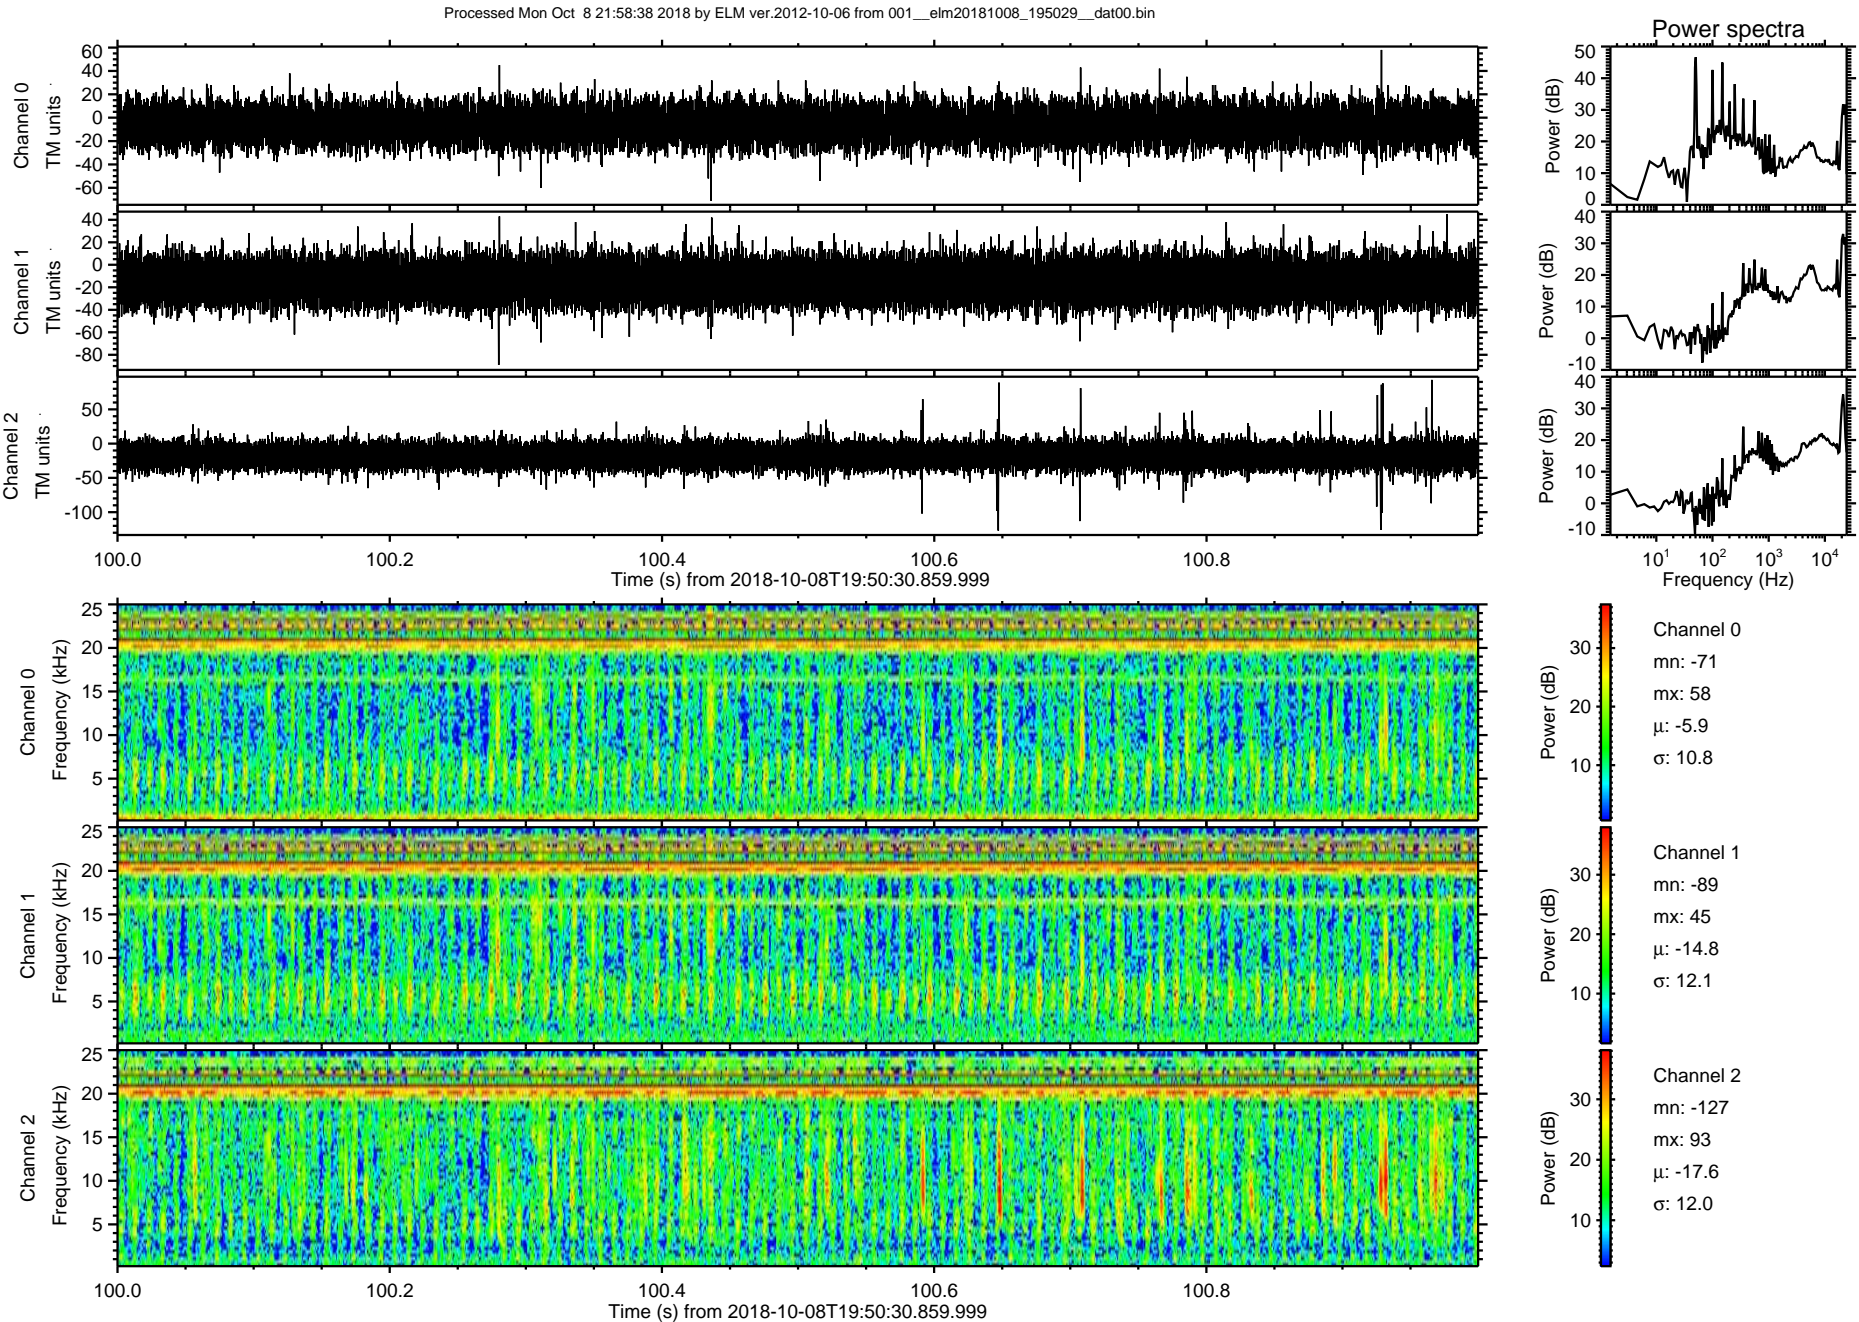 Processed Mon Oct  8 21:58:38 2018 by ELM ver.2012-10-06 from 001__elm20181008_195029__dat00.bin
Power spectra
Channel 0
TM units
60
40
20
0
-20
-40
-60
Power (dB)
50
40
30
20
10
0
Channel 1
TM units
40
20
0
-20
-40
-60
-80
Power (dB)
40
30
20
10
0
-10
Channel 2
TM units
50
0
-50
-100
Power (dB)
40
30
20
10
0
-10
100.0 100.2 100.4 100.6 100.8
Time (s) from 2018-10-08T19:50:30.859.999
10¹ 10² 10³ 10⁴
Frequency (Hz)
Channel 0
Frequency (kHz)
25
20
15
10
5
Power (dB)
30
20
10
Channel 0
mn: -71
mx: 58
μ: -5.9
σ: 10.8
Channel 1
Frequency (kHz)
25
20
15
10
5
Power (dB)
30
20
10
Channel 1
mn: -89
mx: 45
μ: -14.8
σ: 12.1
Channel 2
Frequency (kHz)
25
20
15
10
5
Power (dB)
30
20
10
Channel 2
mn: -127
mx: 93
μ: -17.6
σ: 12.0
100.0 100.2 100.4 100.6 100.8
Time (s) from 2018-10-08T19:50:30.859.999